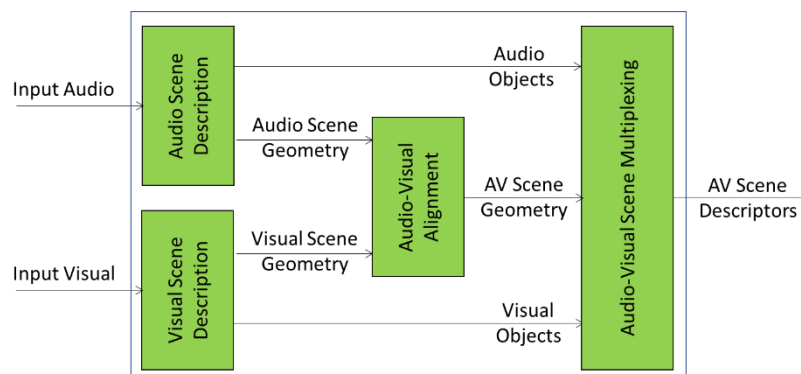 Input Audio
Audio Scene
Description
Audio
Objects
Audio Scene
Geometry
Audio-Visual
Alignment
AV Scene
Geometry
Audio-Visual Scene Multiplexing
AV Scene
Descriptors
Input Visual
Visual Scene
Description
Visual Scene
Geometry
Visual
Objects